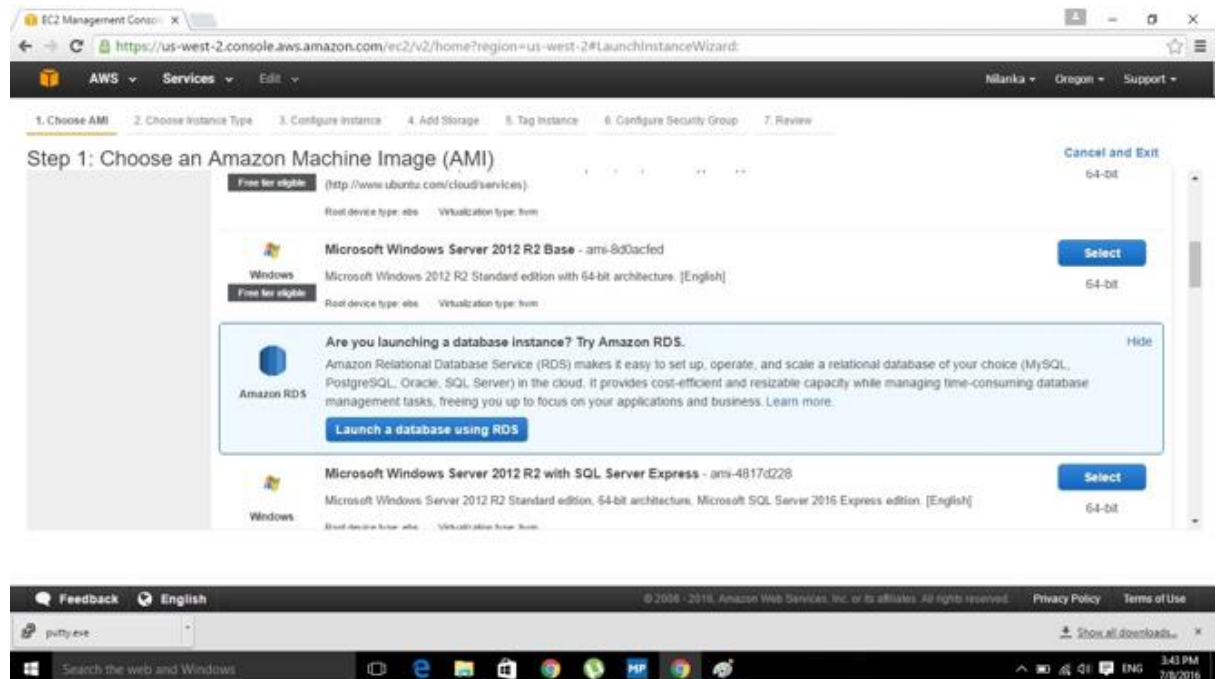 EC2 Management Consol
https://us-west-2.console.aws.amazon.com/ec2/v2/home?region=us-west-2#LaunchInstanceWizard:
AWS Services Edit Nilanka Oregon Support
1. Choose AMI 2. Choose Instance Type 3. Configure Instance 4. Add Storage 5. Tag Instance 6. Configure Security Group 7. Review
Step 1: Choose an Amazon Machine Image (AMI)
Cancel and Exit
Free tier eligible
(http://www.ubuntu.com/cloud/services).
64-bit
Root device type: ebs Virtualization type: hvm
Microsoft Windows Server 2012 R2 Base - ami-8d0acfed
Select
Windows
Microsoft Windows 2012 R2 Standard edition with 64-bit architecture. [English]
64-bit
Free tier eligible
Root device type: ebs Virtualization type: hvm
Are you launching a database instance? Try Amazon RDS.
Hide
Amazon Relational Database Service (RDS) makes it easy to set up, operate, and scale a relational database of your choice (MySQL,
PostgreSQL, Oracle, SQL Server) in the cloud. It provides cost-efficient and resizable capacity while managing time-consuming database
management tasks, freeing you up to focus on your applications and business. Learn more.
Amazon RDS
Launch a database using RDS
Microsoft Windows Server 2012 R2 with SQL Server Express - ami-4817d228
Select
Microsoft Windows Server 2012 R2 Standard edition, 64-bit architecture, Microsoft SQL Server 2016 Express edition. [English]
Windows
64-bit
Root device type: ebs Virtualization type: hvm
Feedback English
© 2008 - 2016, Amazon Web Services, Inc. or its affiliates. All rights reserved. Privacy Policy Terms of Use
putty.exe
Show all downloads...
Search the web and Windows
MP
ENG
3:43 PM
7/8/2016